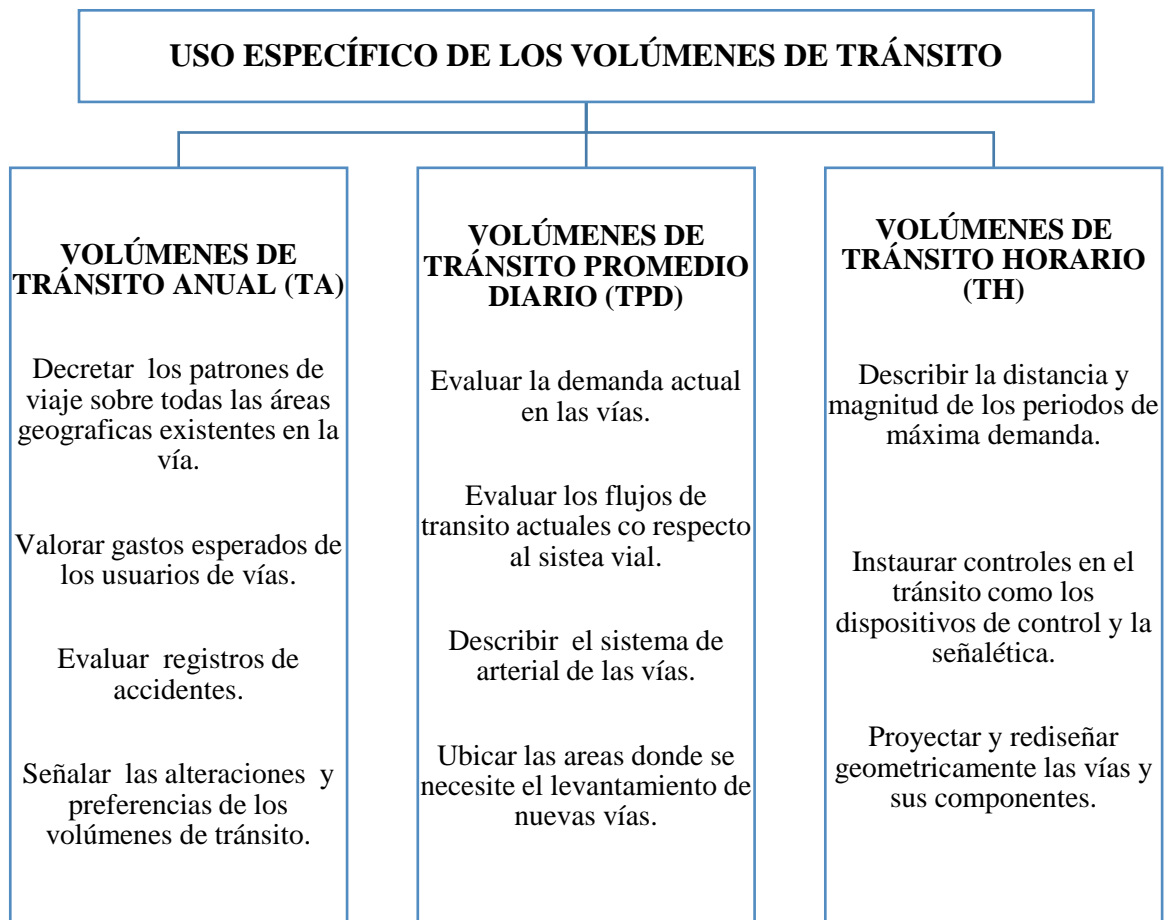 USO ESPECÍFICO DE LOS VOLÚMENES DE TRÁNSITO
VOLÚMENES DE
TRÁNSITO ANUAL (TA)
Decretar los patrones de
viaje sobre todas las áreas
geograficas existentes en la
vía.
Valorar gastos esperados de
los usuarios de vías.
Evaluar registros de
accidentes.
Señalar las alteraciones y
preferencias de los
volúmenes de tránsito.
VOLÚMENES DE
TRÁNSITO PROMEDIO
DIARIO (TPD)
Evaluar la demanda actual
en las vías.
Evaluar los flujos de
transito actuales co respecto
al sistea vial.
Describir el sistema de
arterial de las vías.
Ubicar las areas donde se
necesite el levantamiento de
nuevas vías.
VOLÚMENES DE
TRÁNSITO HORARIO
(TH)
Describir la distancia y
magnitud de los periodos de
máxima demanda.
Instaurar controles en el
tránsito como los
dispositivos de control y la
señalética.
Proyectar y rediseñar
geometricamente las vías y
sus componentes.